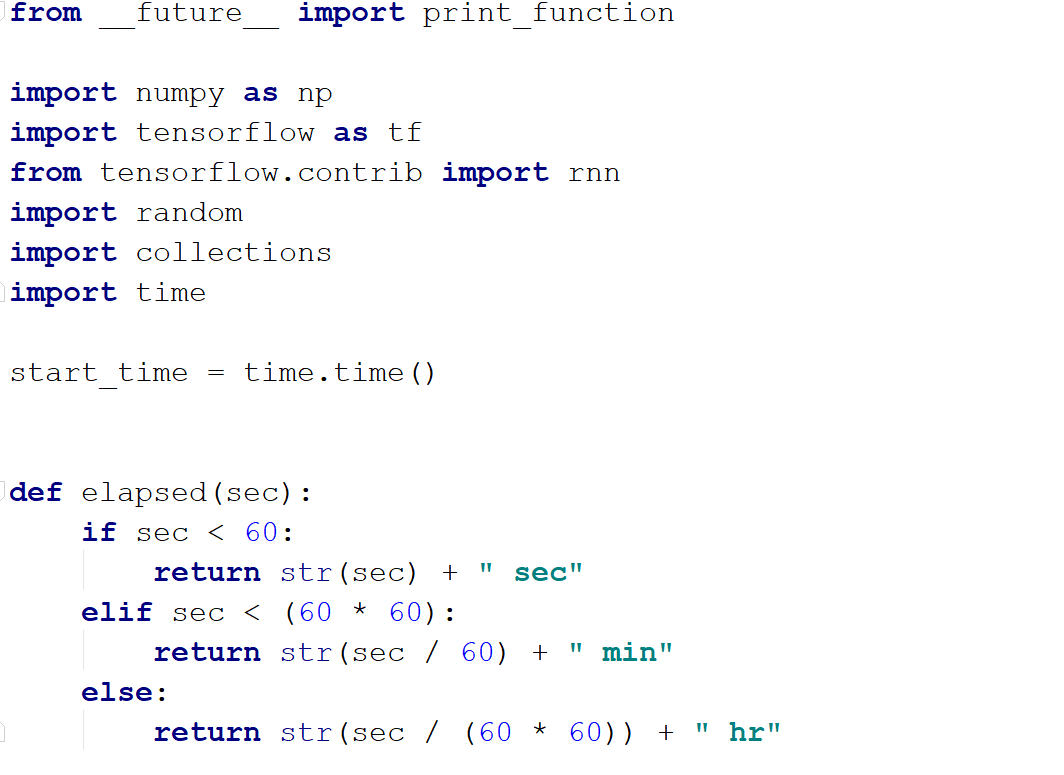 from __future__ import print_function
import numpy as np
import tensorflow as tf
from tensorflow.contrib import rnn
import random
import collections
import time
start_time = time.time()
def elapsed(sec):
    if sec < 60:
        return str(sec) + " sec"
    elif sec < (60 * 60):
        return str(sec / 60) + " min"
    else:
        return str(sec / (60 * 60)) + " hr"